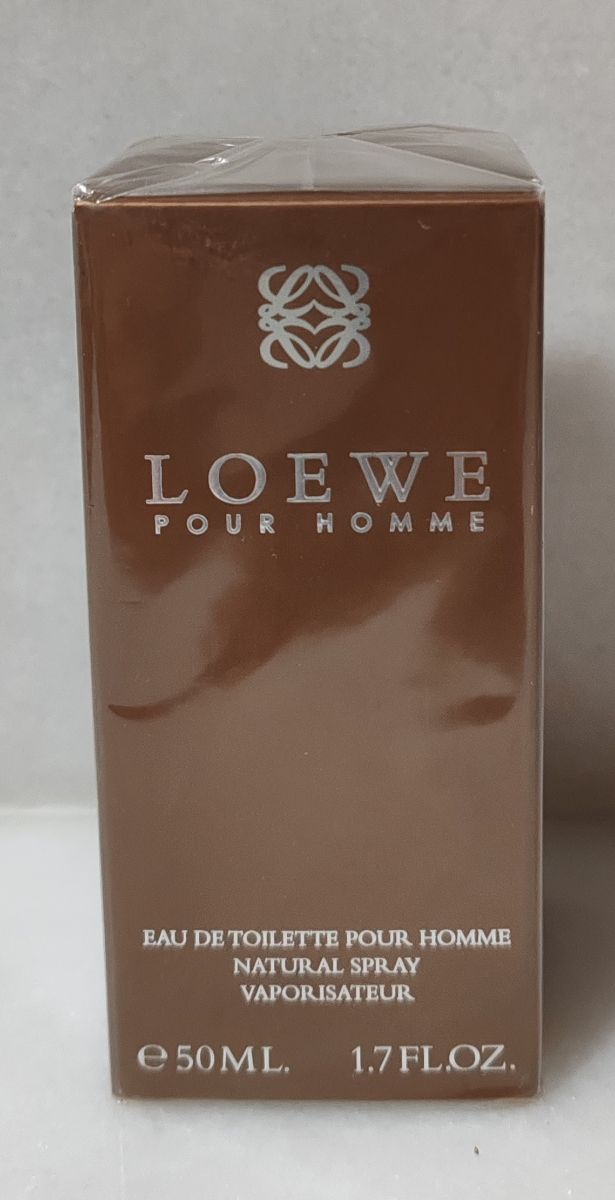 LOEWE
POUR HOMME
EAU DE TOILETTE POUR HOMME
NATURAL SPRAY
VAPORISATEUR
℮50ML. 1.7FL.OZ.